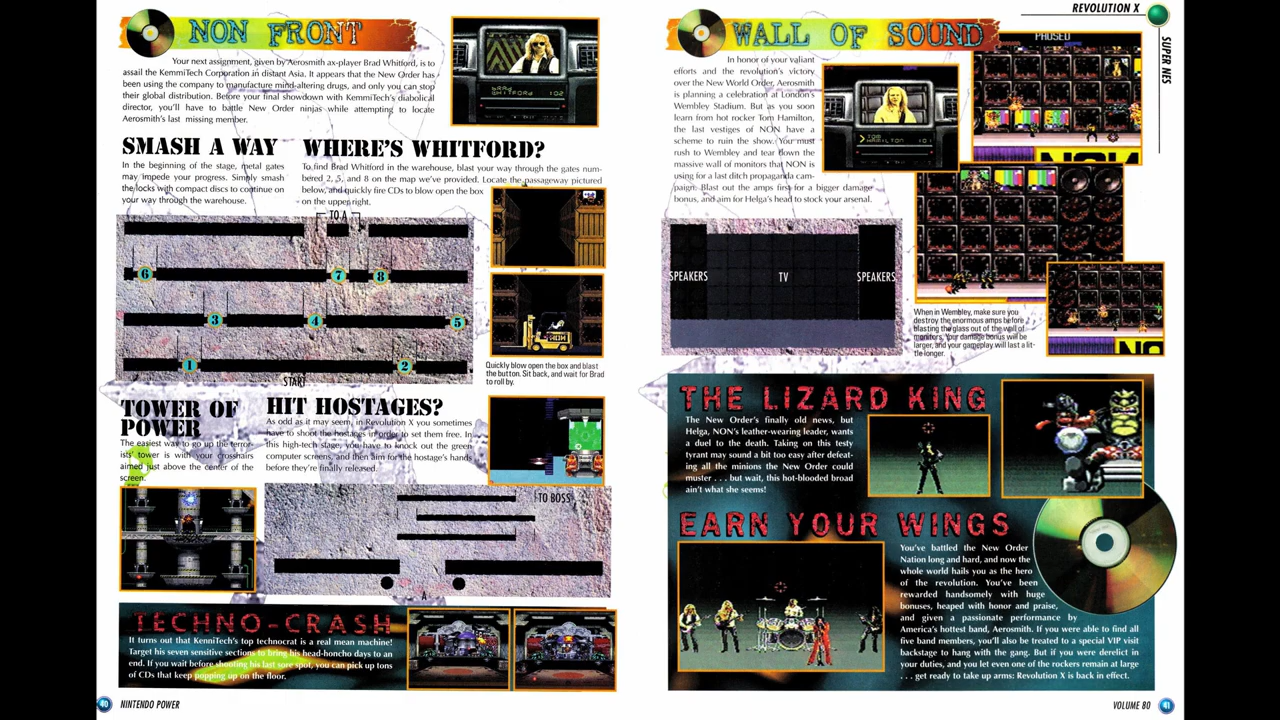 NON FRONT
Your next assignment, given by Aerosmith ax-player Brad Whitford, is to
assail the KemmiTech Corporation in distant Asia. It appears that the New Order has
been using the company to manufacture mind-altering drugs, and only you can stop
their global distribution. Before your final showdown with KemmiTech's diabolical
director, you'll have to battle New Order ninjas while attempting to locate
Aerosmith's last missing member.
BRAD
WHITFORD 102
SMASH A WAY
In the beginning of the stage, metal gates
may impede your progress. Simply smash
the locks with compact discs to continue on
your way through the warehouse.
WHERE'S WHITFORD?
To find Brad Whitford in the warehouse, blast your way through the gates num-
bered 2, 5, and 8 on the map we've provided. Locate the passageway pictured
below, and quickly fire CDs to blow open the box
on the upper right.
TO A
6
7
8
3
4
5
1
2
START
Quickly blow open the box and blast
the button. Sit back, and wait for Brad
to roll by.
TOWER OF
POWER
The easiest way to go up the terror-
ists' tower is with your crosshairs
aimed just above the center of the
screen.
HIT HOSTAGES?
As odd as it may seem, in Revolution X you sometimes
have to shoot the hostages in order to set them free. In
this high-tech stage, you have to knock out the green
computer screens, and then aim for the hostage's hands
before they're finally released.
TO BOSS
A
TECHNO-CRASH
It turns out that KenniTech's top technocrat is a real mean machine!
Target his seven sensitive sections to bring his head-honcho days to an
end. If you wait before shooting his last sore spot, you can pick up tons
of CDs that keep popping up on the floor.
40 NINTENDO POWER
REVOLUTION X
SUPER NES
WALL OF SOUND
In honor of your valiant
efforts and the revolution's victory
over the New World Order, Aerosmith
is planning a celebration at London's
Wembley Stadium. But as you soon
learn from hot rocker Tom Hamilton,
the last vestiges of NON have a
scheme to ruin the show. You must
rush to Wembley and tear down the
massive wall of monitors that NON is
using for a last ditch propaganda cam-
paign. Blast out the amps first for a bigger damage
bonus, and aim for Helga's head to stock your arsenal.
TOM
HAMILTON 101
PAUSED
NON
SPEAKERS
TV
SPEAKERS
When in Wembley, make sure you
destroy the enormous amps before
blasting the glass out of the wall of
monitors. Your damage bonus will be
larger, and your gameplay will last a lit-
tle longer.
THE LIZARD KING
The New Order's finally old news, but
Helga, NON's leather-wearing leader, wants
a duel to the death. Taking on this testy
tyrant may sound a bit too easy after defeat-
ing all the minions the New Order could
muster . . . but wait, this hot-blooded broad
ain't what she seems!
EARN YOUR WINGS
You've battled the New Order
Nation long and hard, and now the
whole world hails you as the hero
of the revolution. You've been
rewarded handsomely with huge
bonuses, heaped with honor and praise,
and given a passionate performance by
America's hottest band, Aerosmith. If you were able to find all
five band members, you'll also be treated to a special VIP visit
backstage to hang with the gang. But if you were derelict in
your duties, and you let even one of the rockers remain at large
. . . get ready to take up arms: Revolution X is back in effect.
VOLUME 80 41